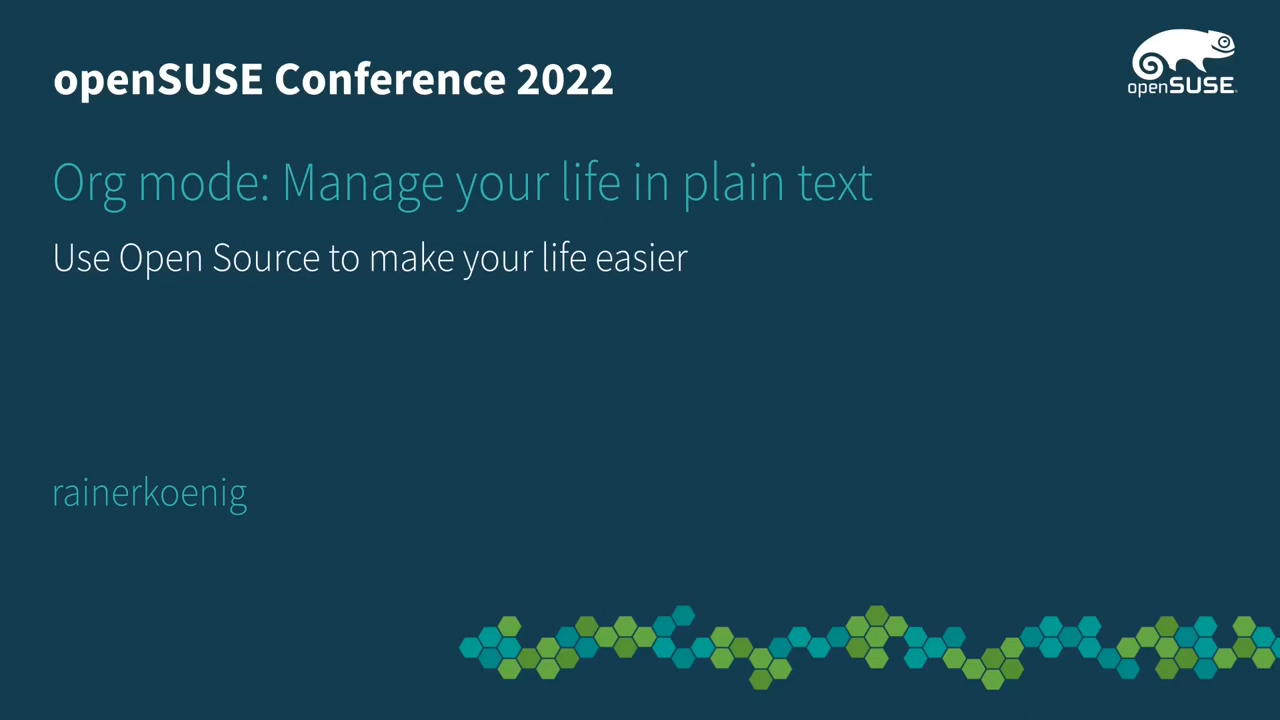 openSUSE Conference 2022
openSUSE
Org mode: Manage your life in plain text
Use Open Source to make your life easier
rainerkoenig